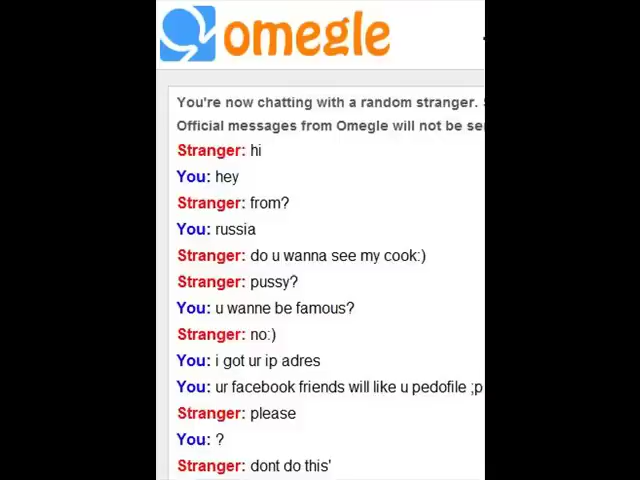 omegle
You're now chatting with a random stranger.
Official messages from Omegle will not be se
Stranger: hi
You: hey
Stranger: from?
You: russia
Stranger: do u wanna see my cook:)
Stranger: pussy?
You: u wanne be famous?
Stranger: no:)
You: i got ur ip adres
You: ur facebook friends will like u pedofile ;p
Stranger: please
You: ?
Stranger: dont do this'